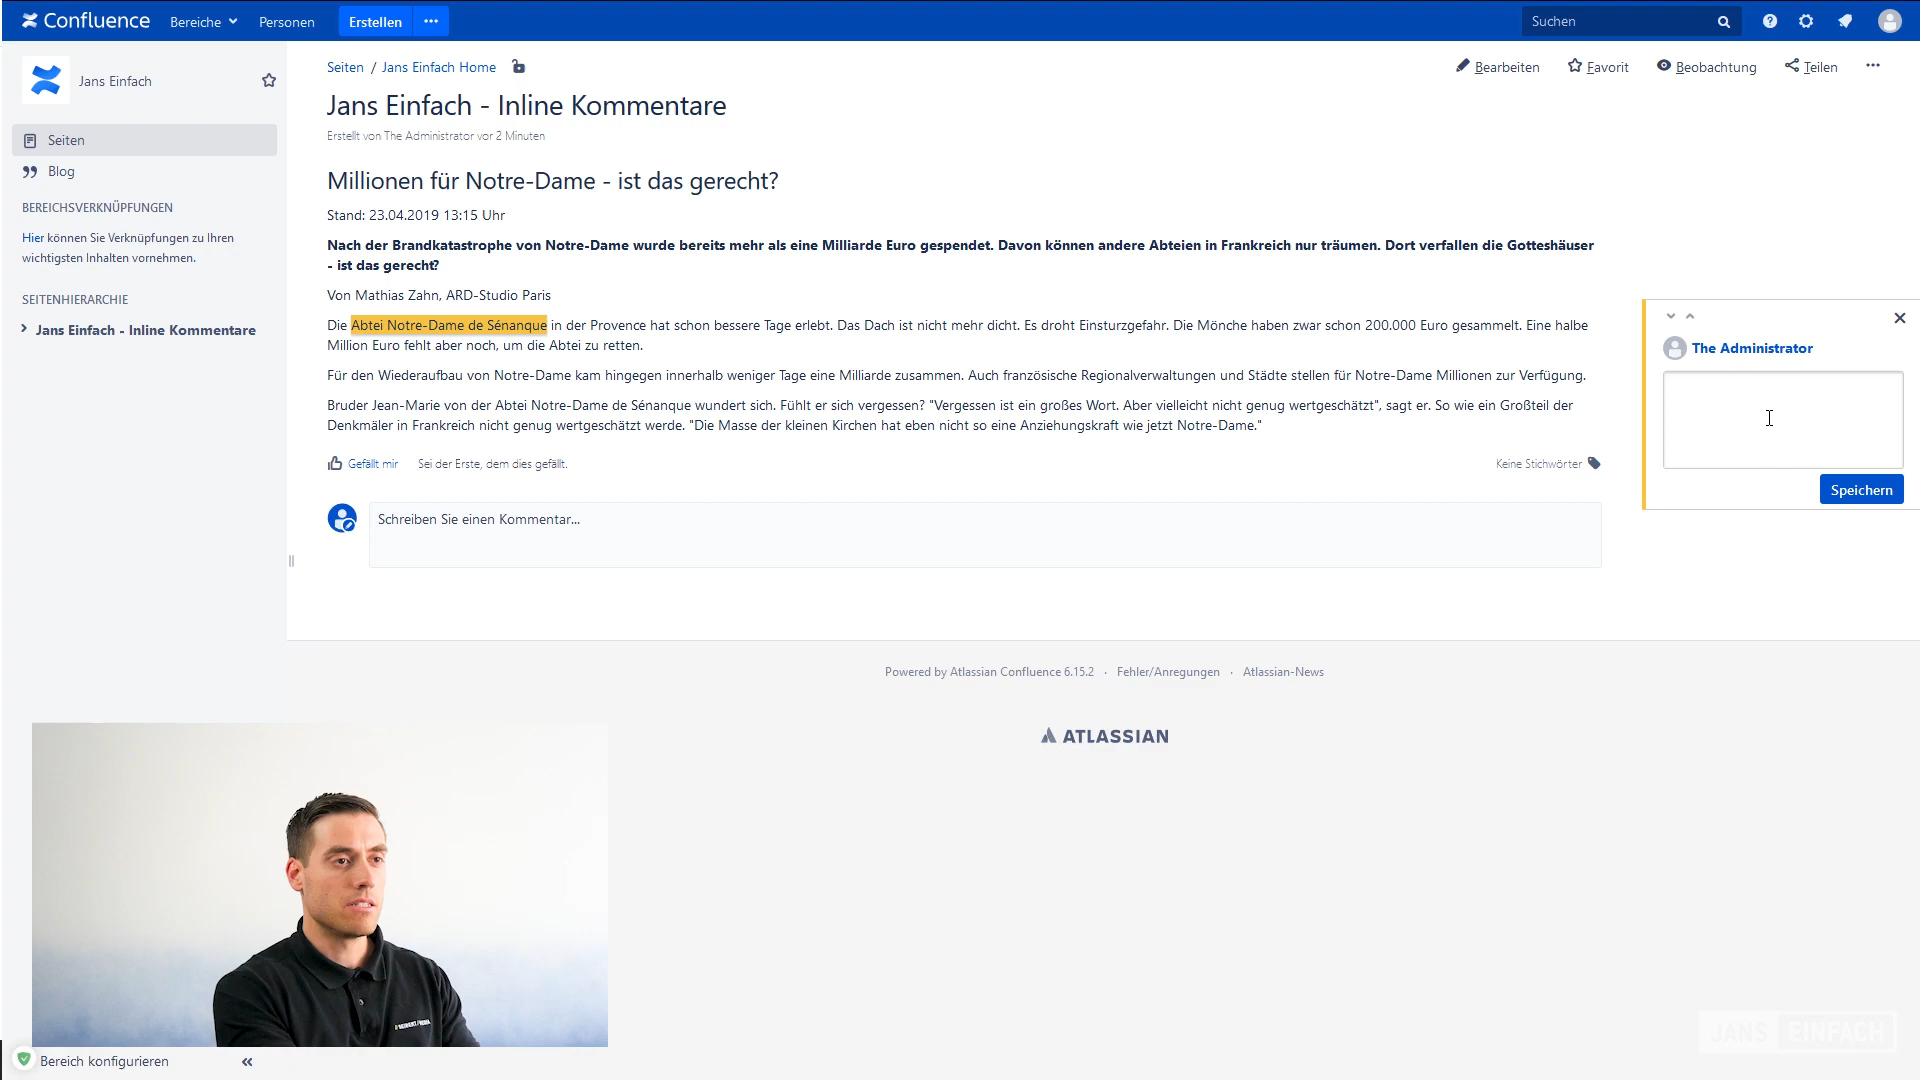 Confluence Bereiche Personen Erstellen ··· Suchen
Jans Einfach
Seiten
Blog
BEREICHSVERKNÜPFUNGEN
Hier können Sie Verknüpfungen zu Ihren
wichtigsten Inhalten vornehmen.
SEITENHIERARCHIE
Jans Einfach - Inline Kommentare
Seiten / Jans Einfach Home
Bearbeiten Favorit Beobachtung Teilen ···
Jans Einfach - Inline Kommentare
Erstellt von The Administrator vor 2 Minuten
Millionen für Notre-Dame - ist das gerecht?
Stand: 23.04.2019 13:15 Uhr
Nach der Brandkatastrophe von Notre-Dame wurde bereits mehr als eine Milliarde Euro gespendet. Davon können andere Abteien in Frankreich nur träumen. Dort verfallen die Gotteshäuser
- ist das gerecht?
Von Mathias Zahn, ARD-Studio Paris
Die Abtei Notre-Dame de Sénanque in der Provence hat schon bessere Tage erlebt. Das Dach ist nicht mehr dicht. Es droht Einsturzgefahr. Die Mönche haben zwar schon 200.000 Euro gesammelt. Eine halbe
Million Euro fehlt aber noch, um die Abtei zu retten.
Für den Wiederaufbau von Notre-Dame kam hingegen innerhalb weniger Tage eine Milliarde zusammen. Auch französische Regionalverwaltungen und Städte stellen für Notre-Dame Millionen zur Verfügung.
Bruder Jean-Marie von der Abtei Notre-Dame de Sénanque wundert sich. Fühlt er sich vergessen? "Vergessen ist ein großes Wort. Aber vielleicht nicht genug wertgeschätzt", sagt er. So wie ein Großteil der
Denkmäler in Frankreich nicht genug wertgeschätzt werde. "Die Masse der kleinen Kirchen hat eben nicht so eine Anziehungskraft wie jetzt Notre-Dame."
Gefällt mir Sei der Erste, dem dies gefällt.
Keine Stichwörter
Schreiben Sie einen Kommentar...
The Administrator
Speichern
Powered by Atlassian Confluence 6.15.2 · Fehler/Anregungen · Atlassian-News
ATLASSIAN
Bereich konfigurieren
JANS EINFACH